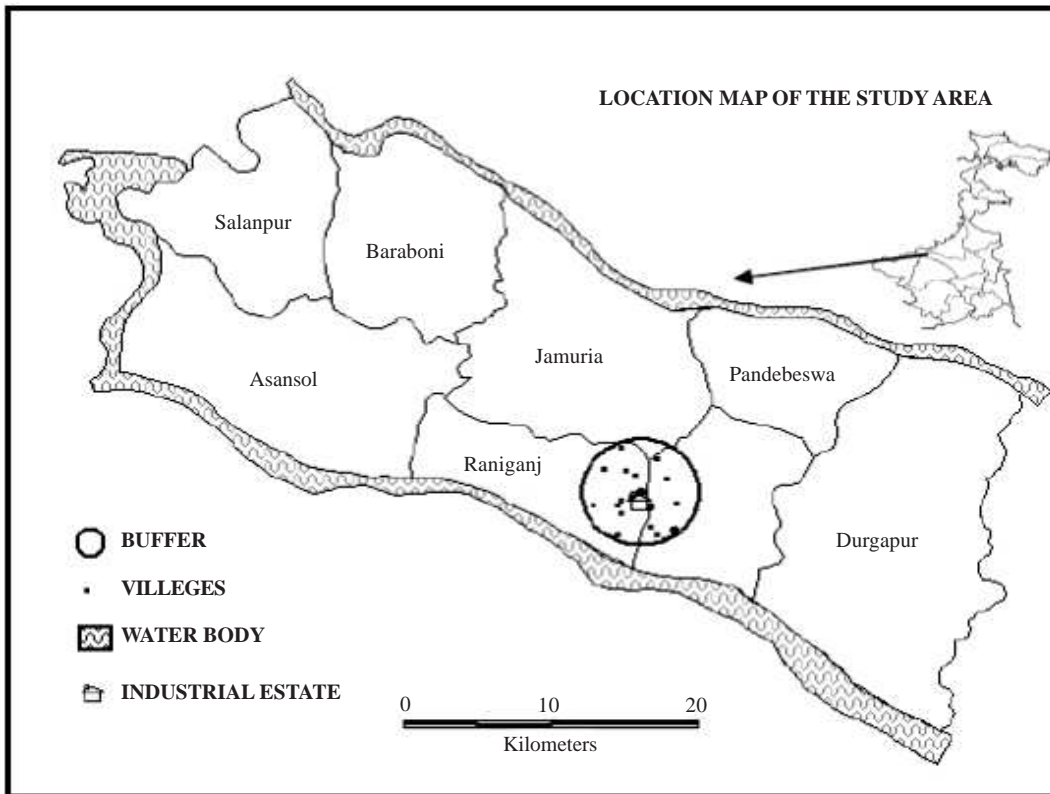 LOCATION MAP OF THE STUDY AREA
Salanpur
Baraboni
Jamuria
Pandebeswa
Asansol
Raniganj
Durgapur
BUFFER
VILLEGES
WATER BODY
INDUSTRIAL ESTATE
0 10 20
Kilometers